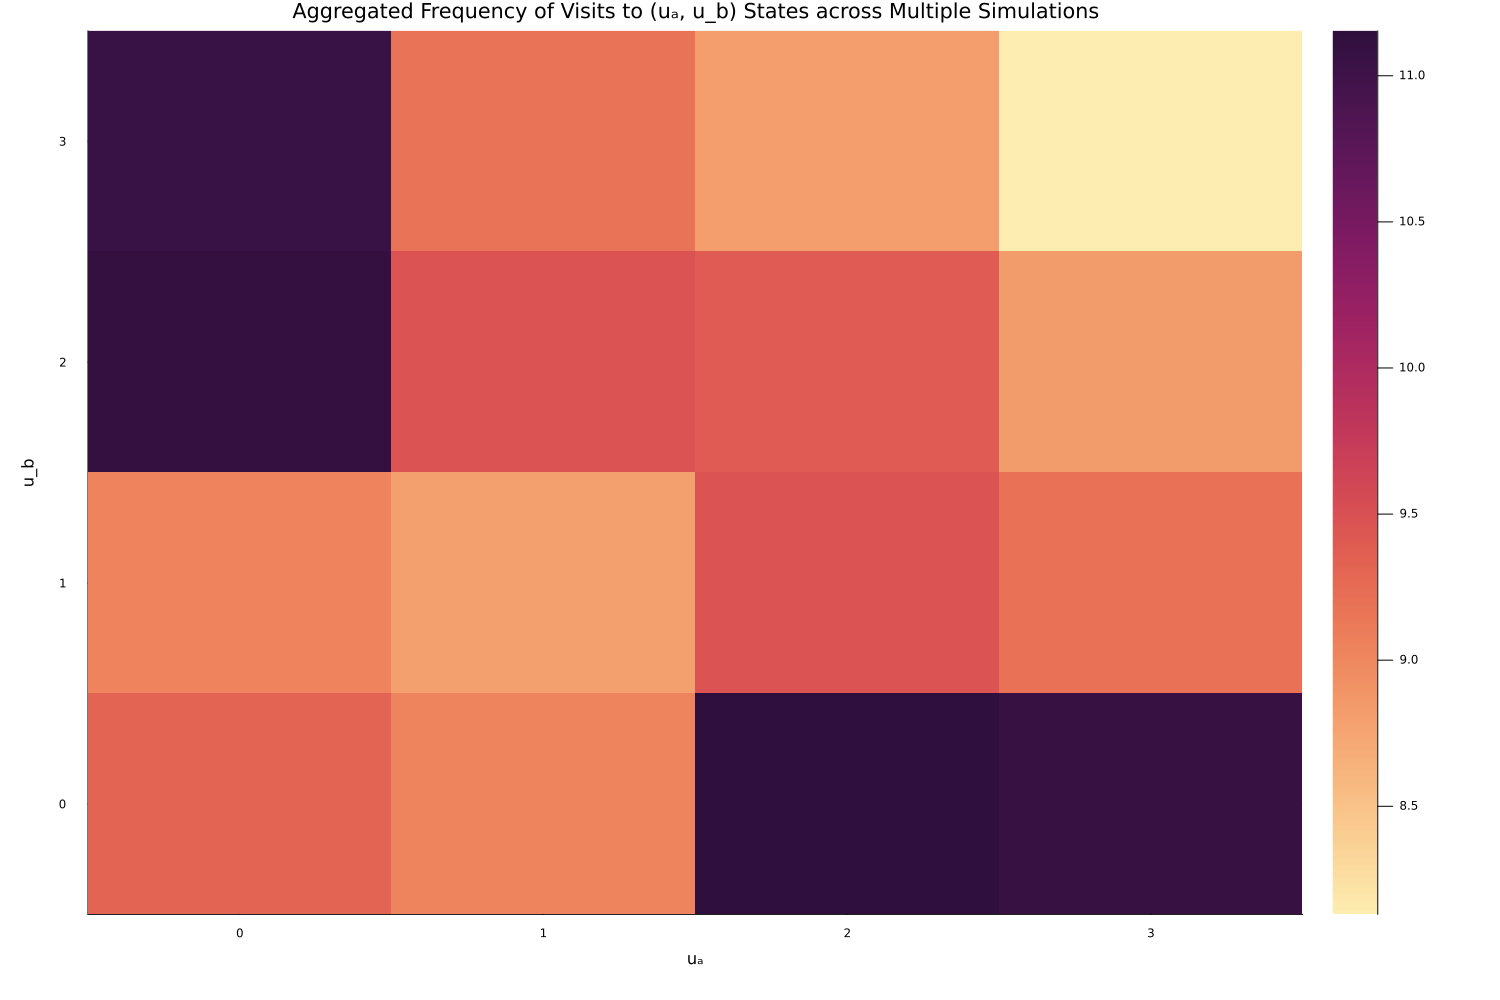 Aggregated Frequency of Visits to (uₐ, u_b) States across Multiple Simulations
11.0
3
10.5
2
10.0
u_b
9.5
1
9.0
0
8.5
0 1 2 3
uₐ